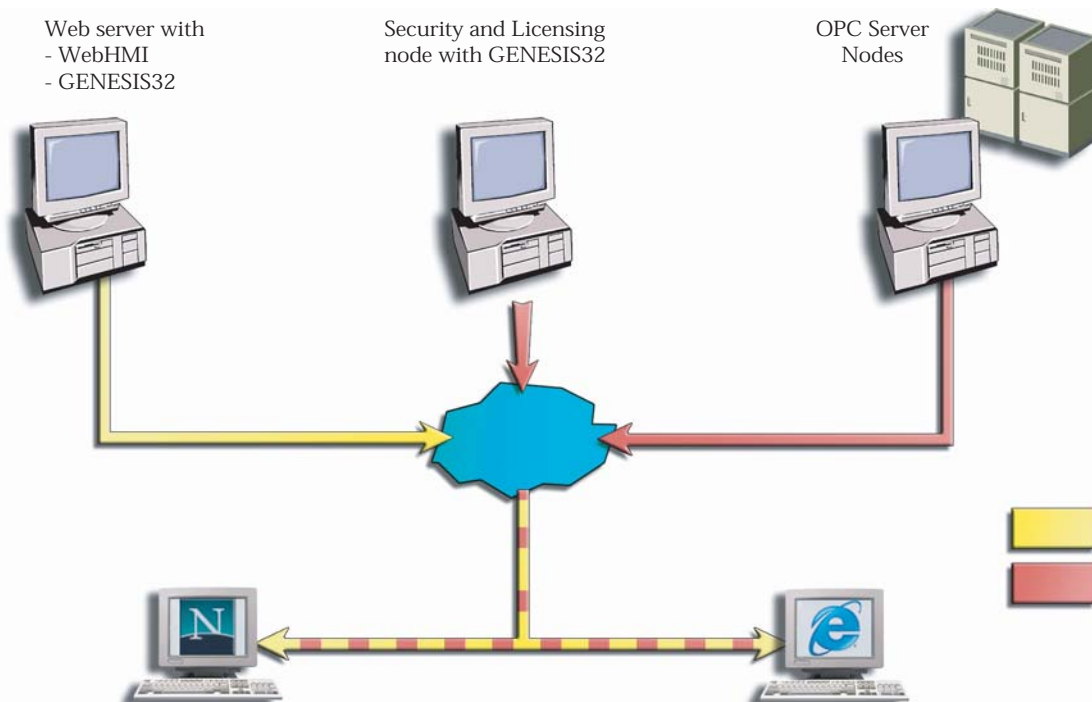 Web server with
- WebHMI
- GENESIS32
Security and Licensing
node with GENESIS32
OPC Server
Nodes
N
e